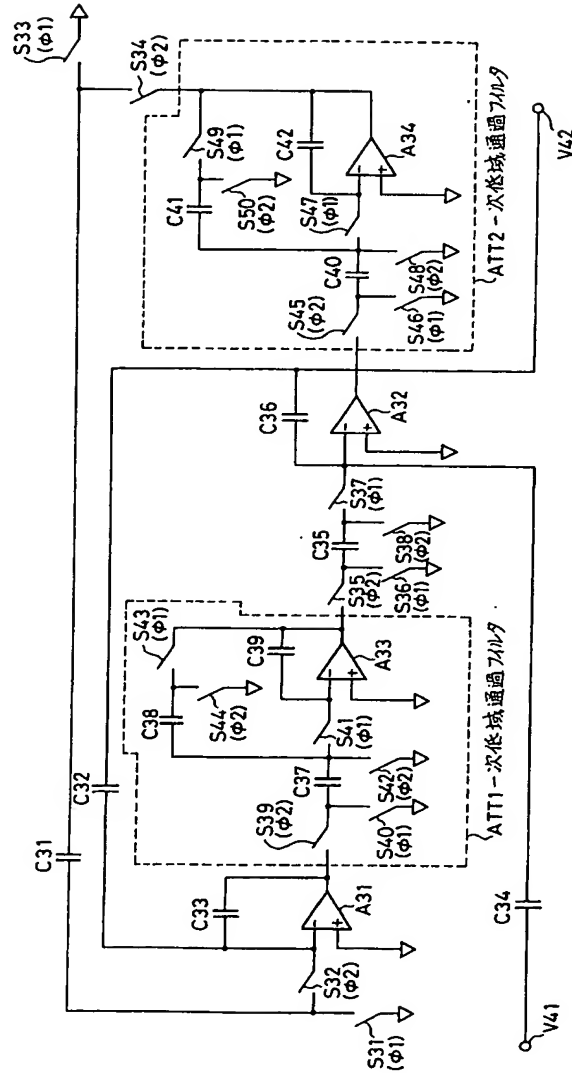 S33
(Φ1)
S34
(Φ2)
S49
(Φ1)
C41
S50
(Φ2)
C42
A34
S47
(Φ1)
C40
S48
(Φ2)
S45
(Φ2)
S46
(Φ1)
ATT2 一次低域通過フィルタ
V42
C36
A32
S37
(Φ1)
C35
S38
(Φ2)
S35
(Φ2)
S36
(Φ1)
S43
(Φ1)
C38
S44
(Φ2)
C39
A33
S41
(Φ1)
C37
S42
(Φ2)
S39
(Φ2)
S40
(Φ1)
ATT1 一次低域通過フィルタ
C32
C31
C33
A31
S32
(Φ2)
S31
(Φ1)
C34
V41